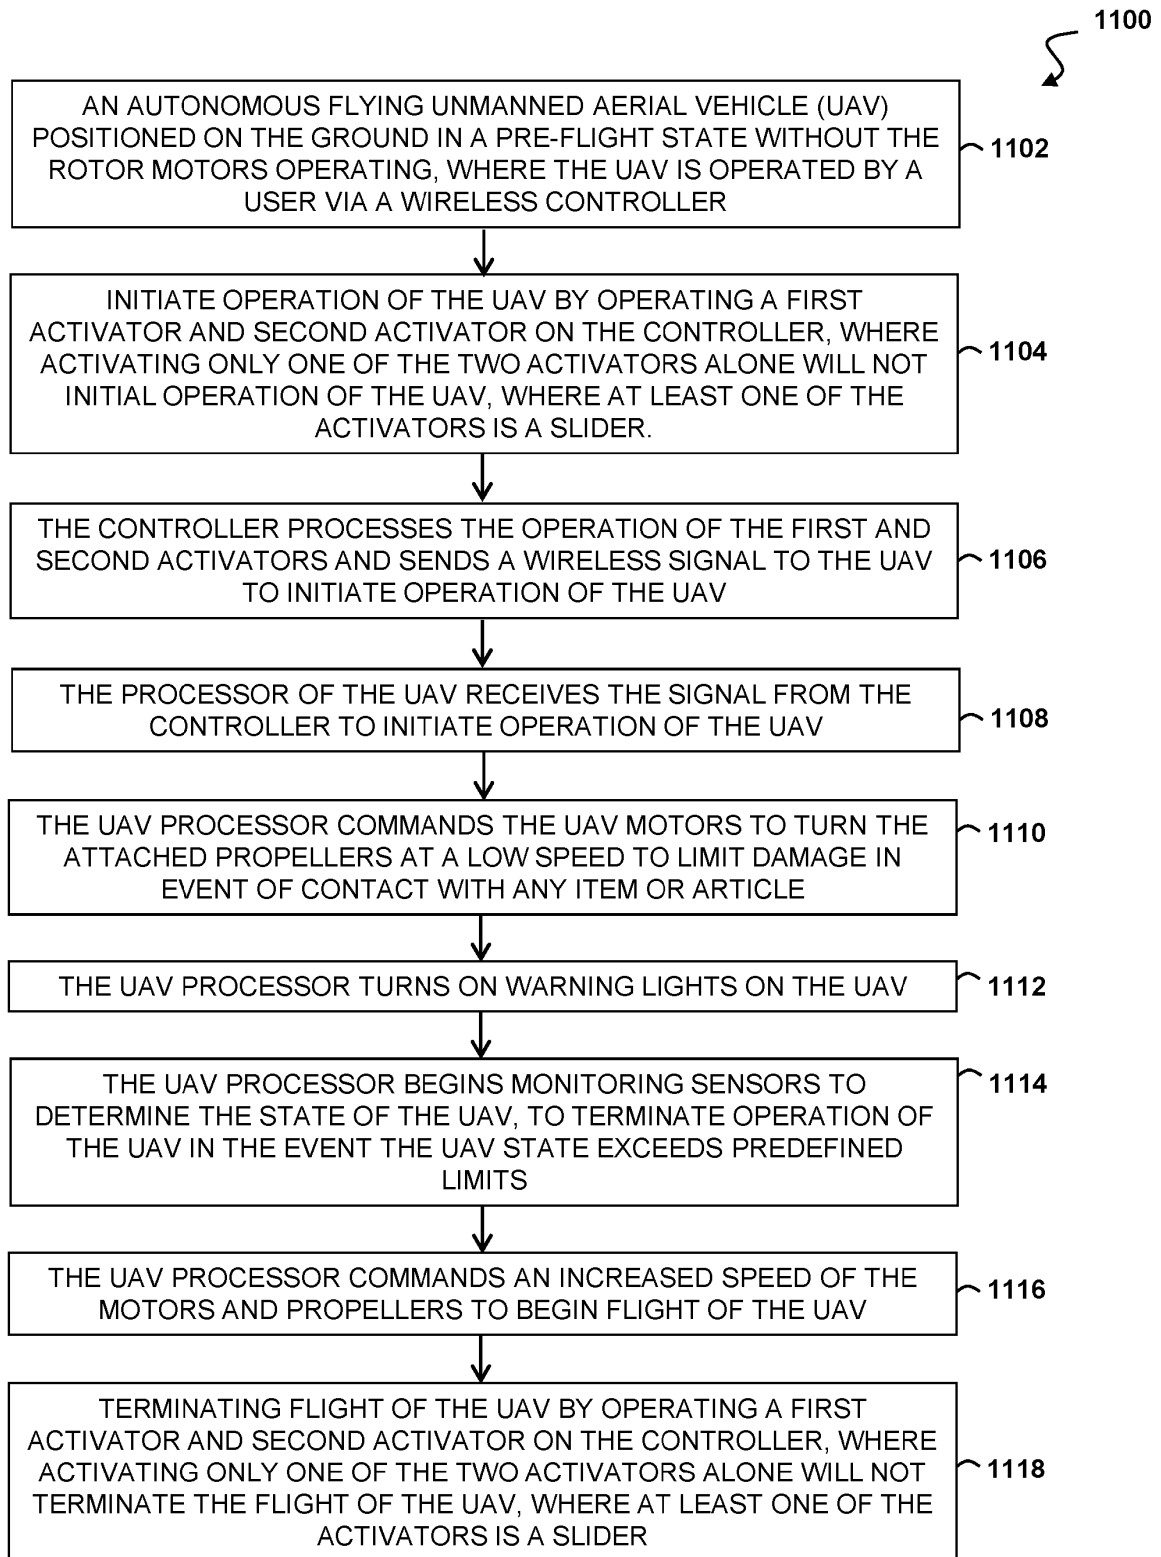 1100
AN AUTONOMOUS FLYING UNMANNED AERIAL VEHICLE (UAV)
POSITIONED ON THE GROUND IN A PRE-FLIGHT STATE WITHOUT THE
ROTOR MOTORS OPERATING, WHERE THE UAV IS OPERATED BY A
USER VIA A WIRELESS CONTROLLER
1102
INITIATE OPERATION OF THE UAV BY OPERATING A FIRST
ACTIVATOR AND SECOND ACTIVATOR ON THE CONTROLLER, WHERE
ACTIVATING ONLY ONE OF THE TWO ACTIVATORS ALONE WILL NOT
INITIAL OPERATION OF THE UAV, WHERE AT LEAST ONE OF THE
ACTIVATORS IS A SLIDER.
1104
THE CONTROLLER PROCESSES THE OPERATION OF THE FIRST AND
SECOND ACTIVATORS AND SENDS A WIRELESS SIGNAL TO THE UAV
TO INITIATE OPERATION OF THE UAV
1106
THE PROCESSOR OF THE UAV RECEIVES THE SIGNAL FROM THE
CONTROLLER TO INITIATE OPERATION OF THE UAV
1108
THE UAV PROCESSOR COMMANDS THE UAV MOTORS TO TURN THE
ATTACHED PROPELLERS AT A LOW SPEED TO LIMIT DAMAGE IN
EVENT OF CONTACT WITH ANY ITEM OR ARTICLE
1110
THE UAV PROCESSOR TURNS ON WARNING LIGHTS ON THE UAV
1112
THE UAV PROCESSOR BEGINS MONITORING SENSORS TO
DETERMINE THE STATE OF THE UAV, TO TERMINATE OPERATION OF
THE UAV IN THE EVENT THE UAV STATE EXCEEDS PREDEFINED
LIMITS
1114
THE UAV PROCESSOR COMMANDS AN INCREASED SPEED OF THE
MOTORS AND PROPELLERS TO BEGIN FLIGHT OF THE UAV
1116
TERMINATING FLIGHT OF THE UAV BY OPERATING A FIRST
ACTIVATOR AND SECOND ACTIVATOR ON THE CONTROLLER, WHERE
ACTIVATING ONLY ONE OF THE TWO ACTIVATORS ALONE WILL NOT
TERMINATE THE FLIGHT OF THE UAV, WHERE AT LEAST ONE OF THE
ACTIVATORS IS A SLIDER
1118